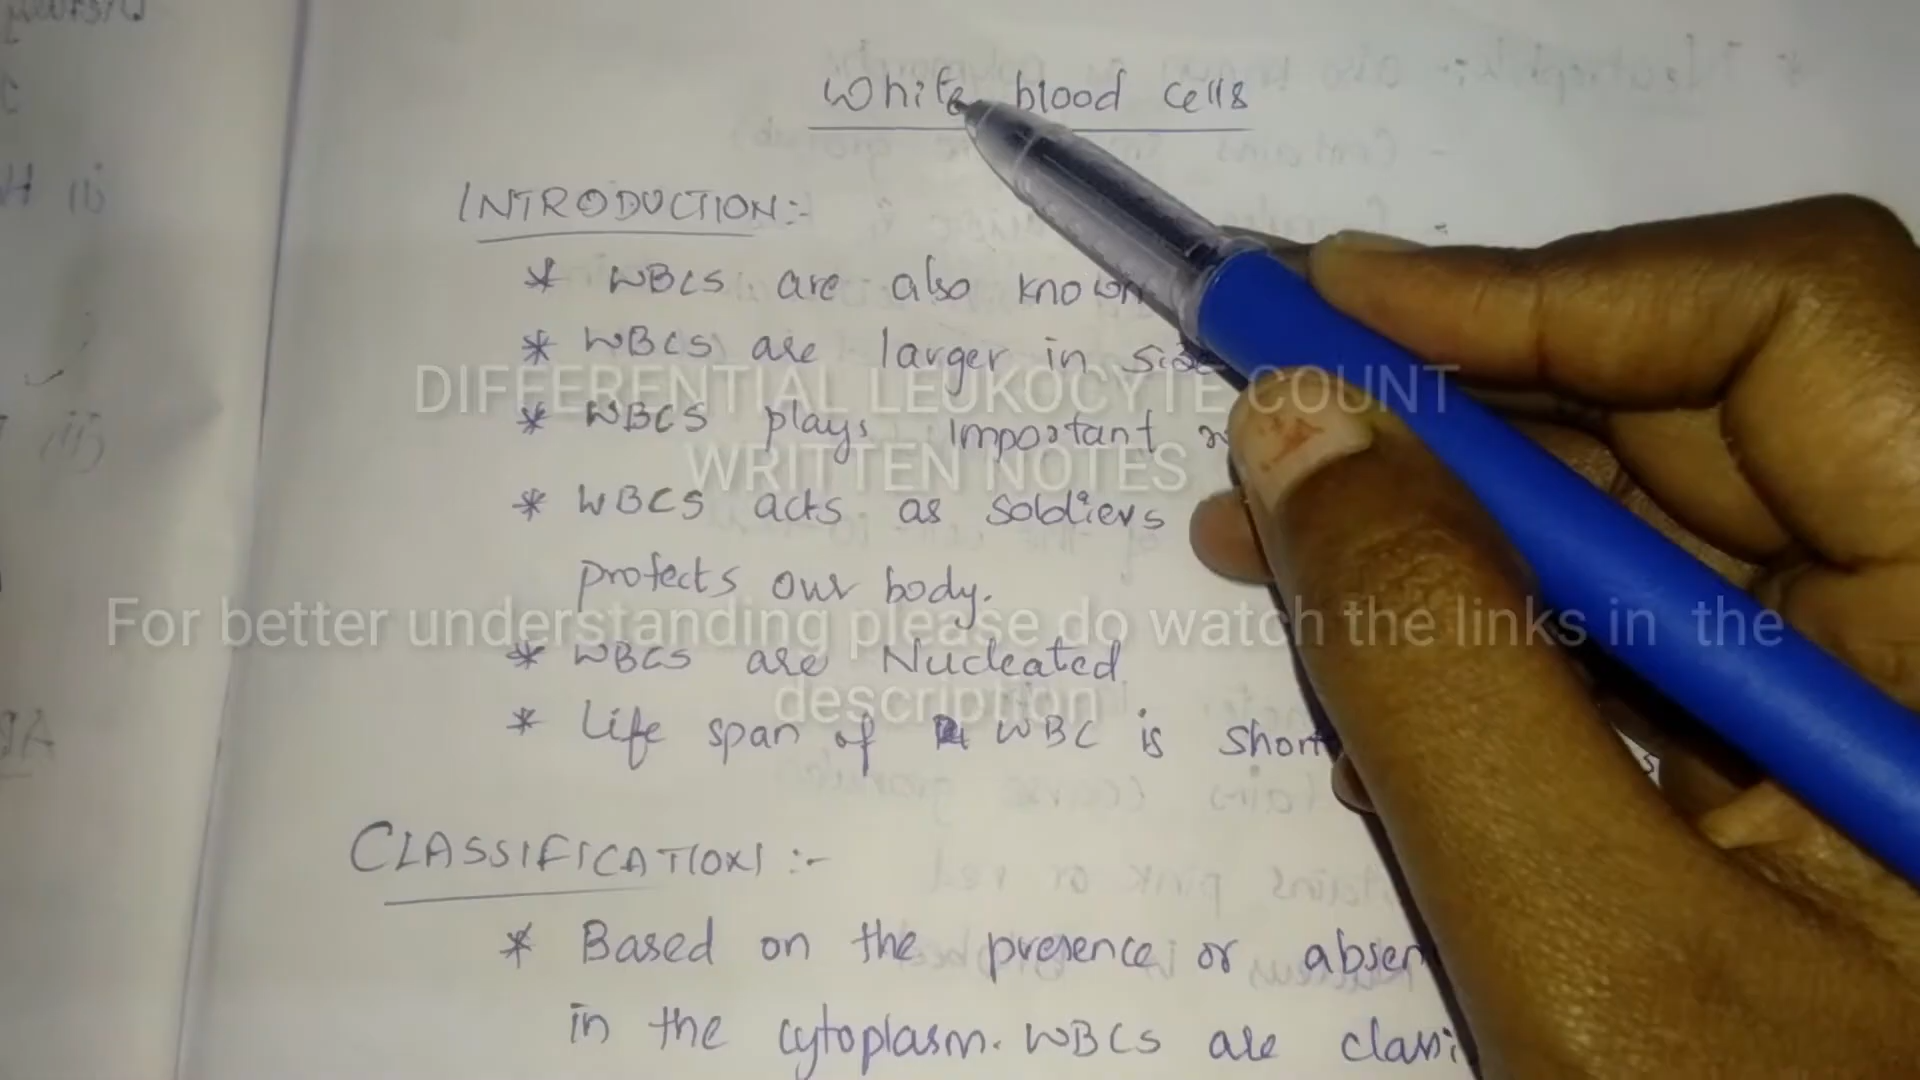 White blood cells
INTRODUCTION:-
* WBCS are also known
* WBCS are larger in size
DIFFERENTIAL LEUKOCYTE COUNT
* WBCS plays important
WRITTEN NOTES
* WBCS acts as soldiers
protects our body.
For better understanding please do watch the links in the
* WBCS are Nucleated
description
* Life span of WBC is short
CLASSIFICATION :-
* Based on the presence or absen
in the cytoplasm. WBCS are classi